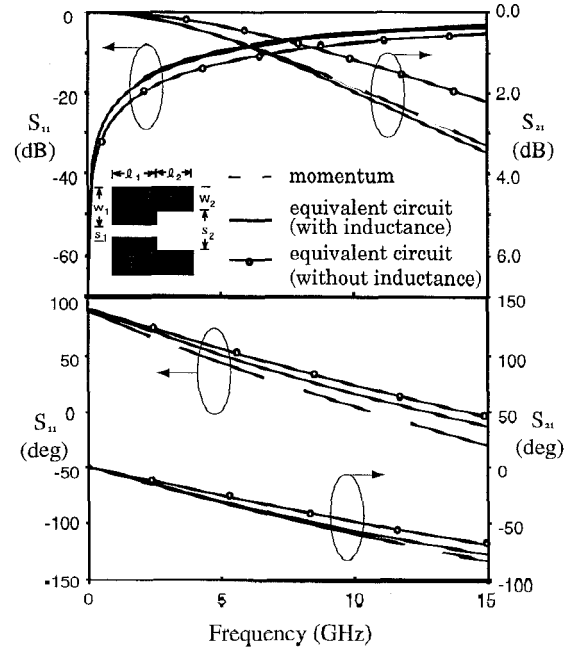 0
-20
-40
-60
S₁₁
(dB)
0.0
2.0
4.0
6.0
S₂₁
(dB)
ℓ₁ ℓ₂
w₁
w₂
s₁
s₂
momentum
equivalent circuit
(with inductance)
equivalent circuit
(without inductance)
100
50
0
-50
-100
-150
S₁₁
(deg)
150
100
50
0
-50
-100
S₂₁
(deg)
0 5 10 15
Frequency (GHz)